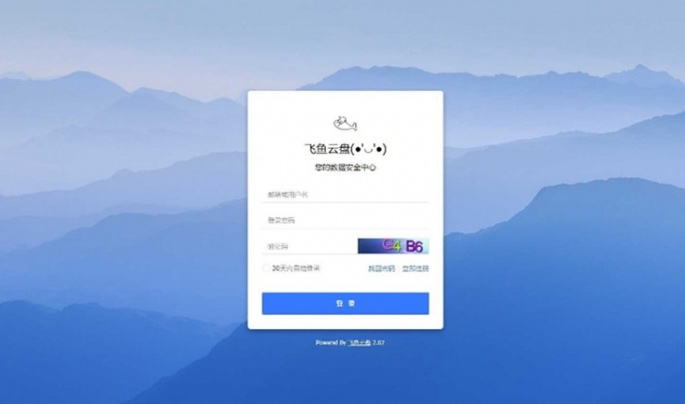 飞鱼云盘(●'◡'●)
您的数据安全中心
邮箱或用户名
登录密码
验证码
C4 B6
30天内自动登录
找回密码 立即注册
登 录
Powered By 飞鱼云盘 2.67